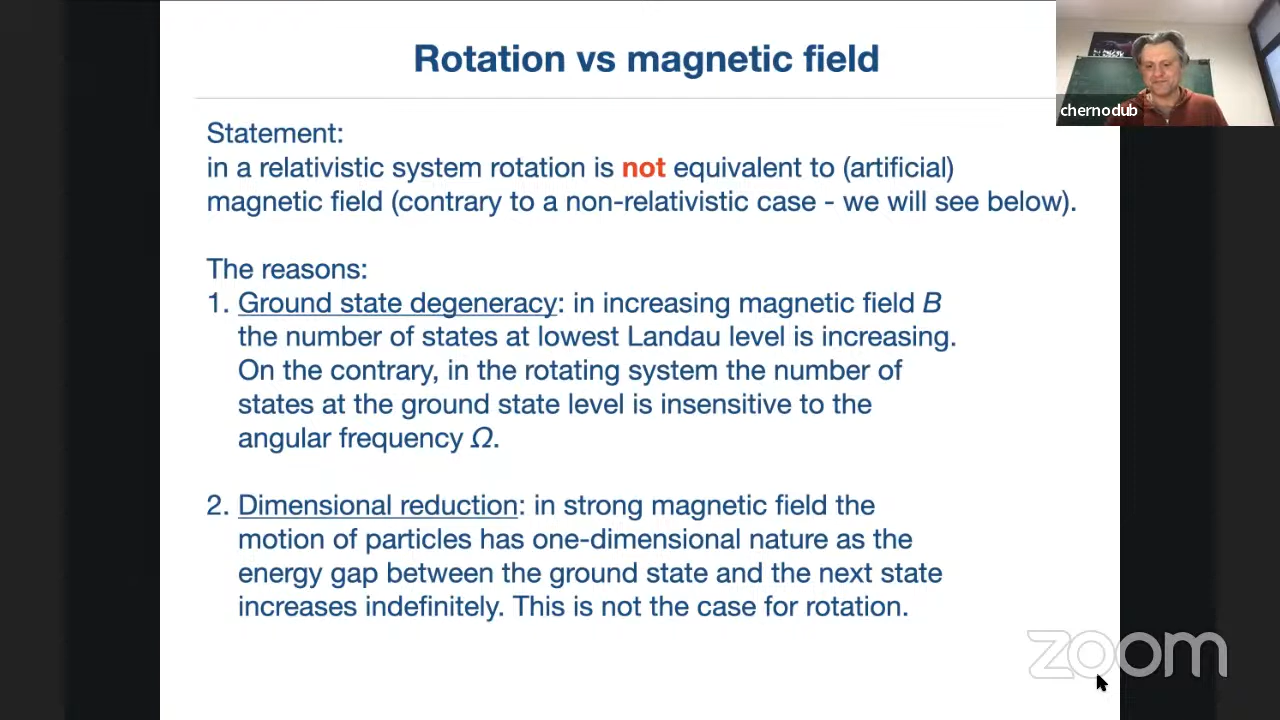 Rotation vs magnetic field
chernodub
Statement:
in a relativistic system rotation is not equivalent to (artificial)
magnetic field (contrary to a non-relativistic case - we will see below).
The reasons:
1. Ground state degeneracy: in increasing magnetic field B
the number of states at lowest Landau level is increasing.
On the contrary, in the rotating system the number of
states at the ground state level is insensitive to the
angular frequency Ω.
2. Dimensional reduction: in strong magnetic field the
motion of particles has one-dimensional nature as the
energy gap between the ground state and the next state
increases indefinitely. This is not the case for rotation.
zoom